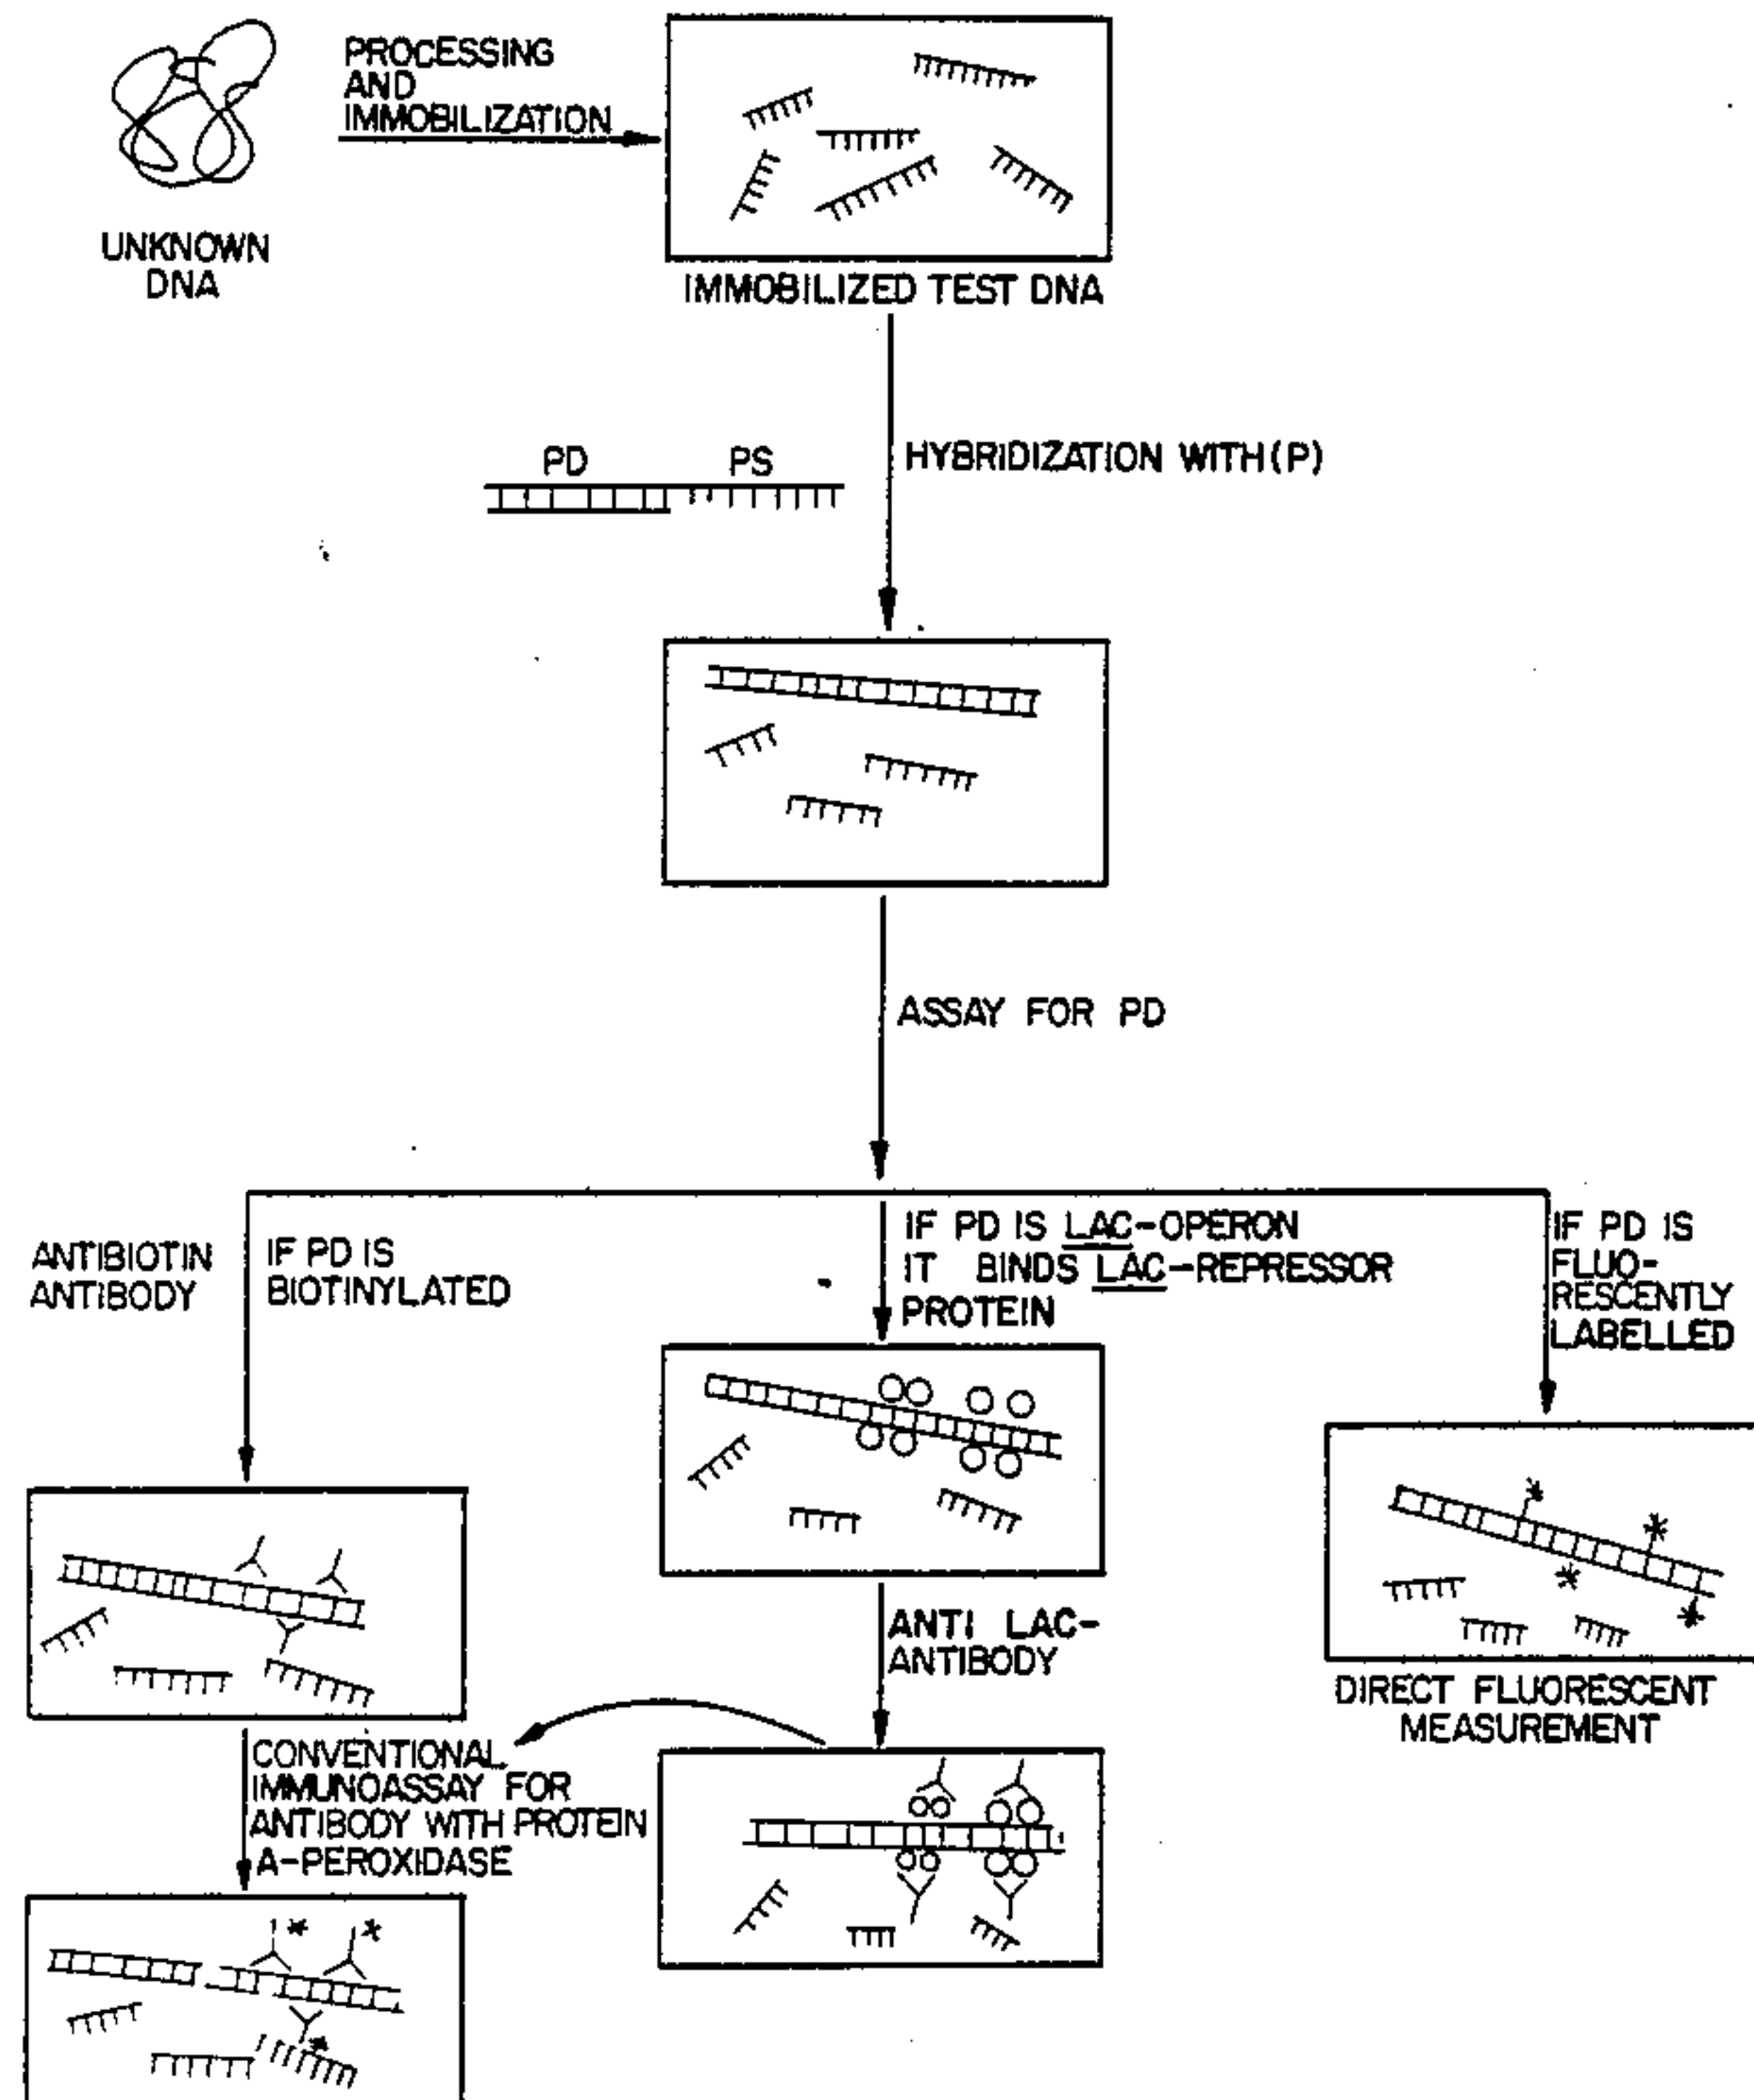 PROCESSING
AND
IMMOBILIZATION
UNKNOWN
DNA
IMMOBILIZED TEST DNA
PD
PS
HYBRIDIZATION WITH (P)
ASSAY FOR PD
ANTIBIOTIN
ANTIBODY
IF PD IS
BIOTINYLATED
IF PD IS LAC-OPERON
IT BINDS LAC-REPRESSOR
PROTEIN
IF PD IS
FLUO-
RESCENTLY
LABELLED
ANTI LAC-
ANTIBODY
DIRECT FLUORESCENT
MEASUREMENT
CONVENTIONAL
IMMUNOASSAY FOR
ANTIBODY WITH PROTEIN
A-PEROXIDASE